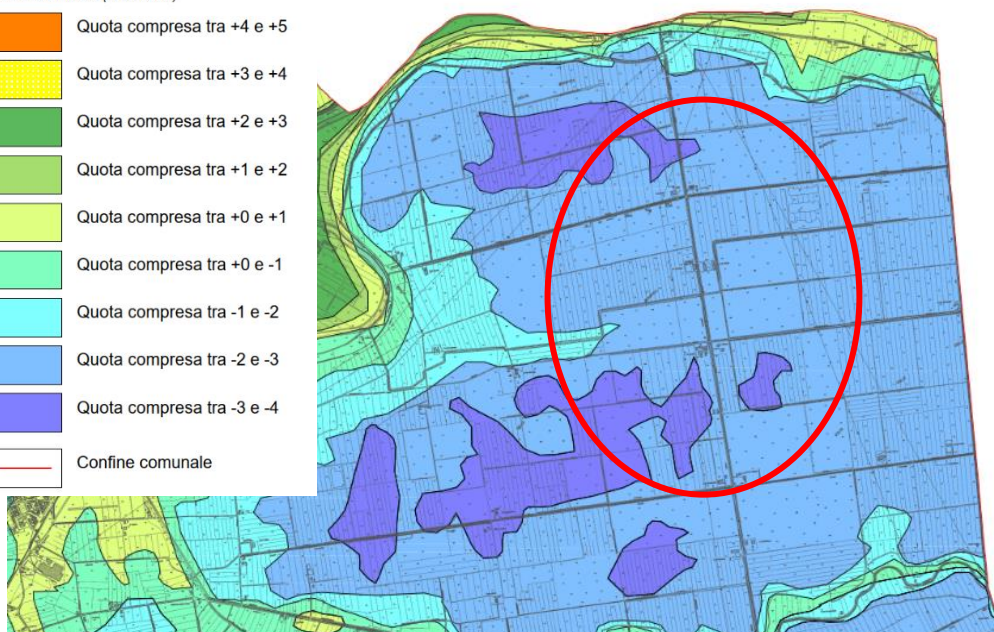 Quota compresa tra +4 e +5
Quota compresa tra +3 e +4
Quota compresa tra +2 e +3
Quota compresa tra +1 e +2
Quota compresa tra +0 e +1
Quota compresa tra +0 e -1
Quota compresa tra -1 e -2
Quota compresa tra -2 e -3
Quota compresa tra -3 e -4
Confine comunale